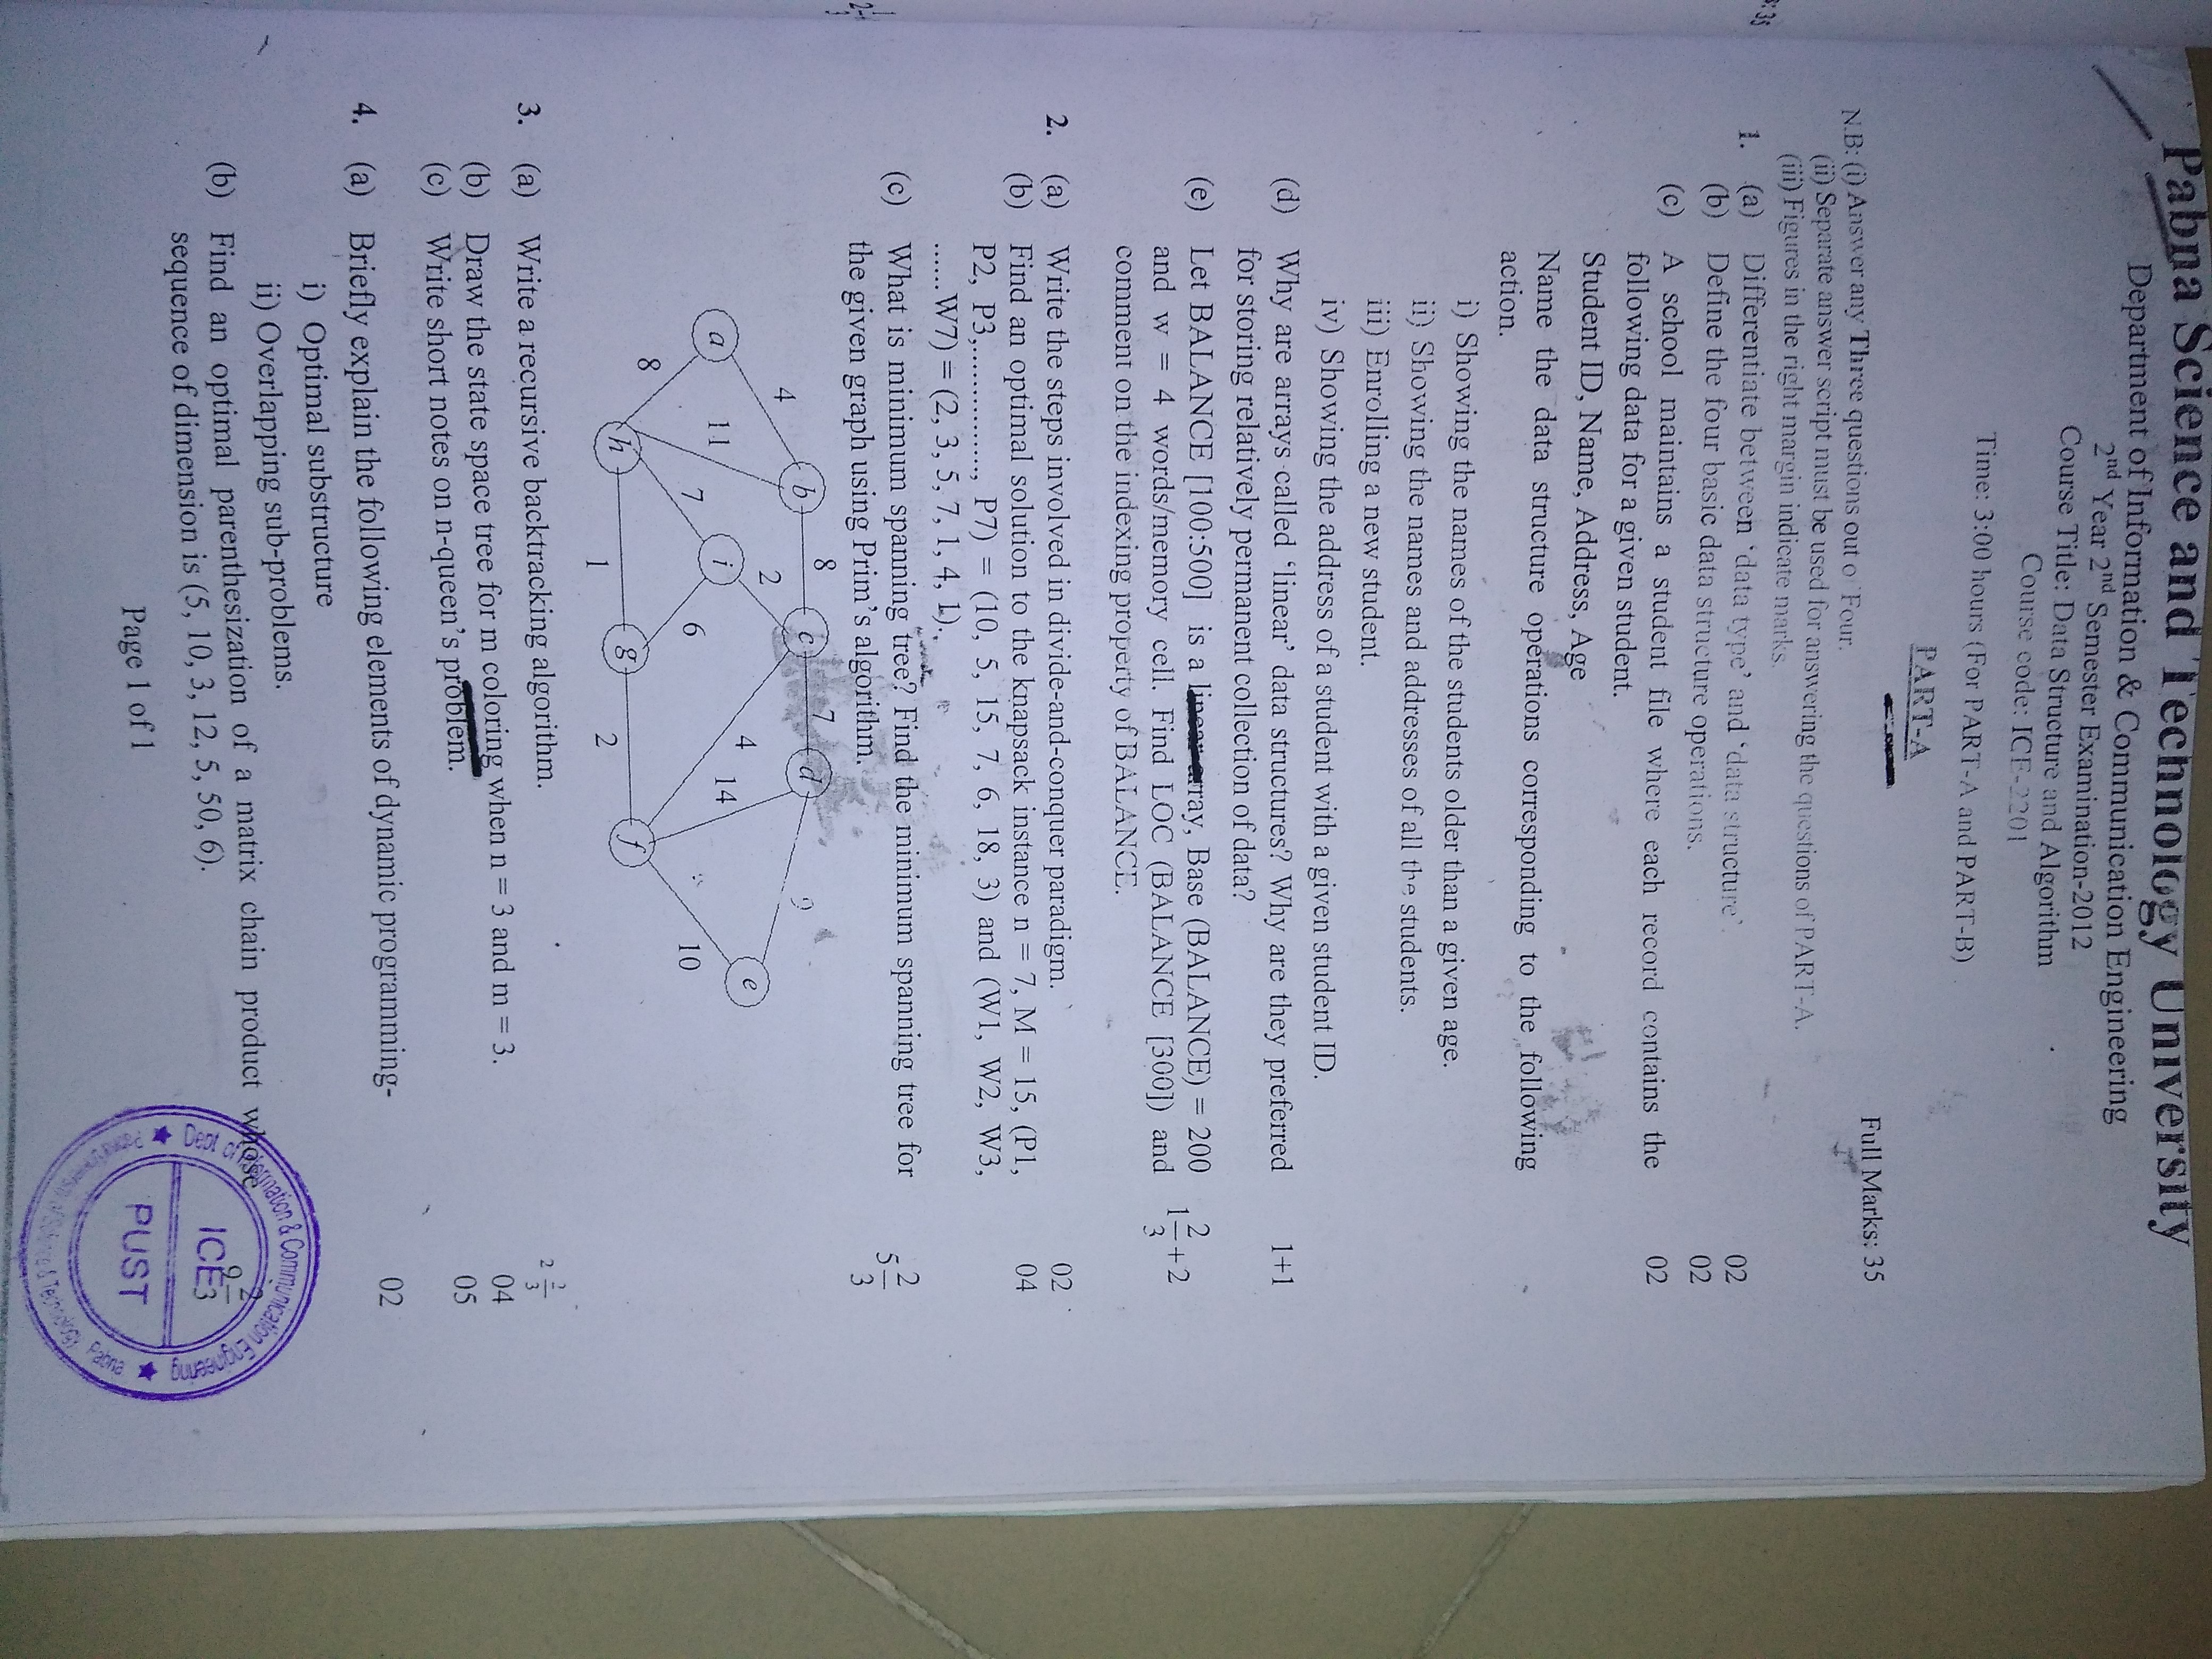 Pabna Science and Technology University
Department of Information & Communication Engineering
2nd Year 2nd Semester Examination-2012
Course Title: Data Structure and Algorithm
Course code: ICE-2201
Time: 3:00 hours (For PART-A and PART-B)
PART-A
Full Marks: 35
N.B: (i) Answer any Three questions out o Four.
(ii) Separate answer script must be used for answering the questions of PART-A.
(iii) Figures in the right margin indicate marks.
1. (a) Differentiate between ‘data type’ and ‘data structure’. 02
(b) Define the four basic data structure operations. 02
(c) A school maintains a student file where each record contains the 02
following data for a given student.
Student ID, Name, Address, Age
Name the data structure operations corresponding to the following
action.
i) Showing the names of the students older than a given age.
ii) Showing the names and addresses of all the students.
iii) Enrolling a new student.
iv) Showing the address of a student with a given student ID.
(d) Why are arrays called ‘linear’ data structures? Why are they preferred 1+1
for storing relatively permanent collection of data?
(e) Let BALANCE [100:500] is a linear array, Base (BALANCE) = 200 1 2/3 + 2
and w = 4 words/memory cell. Find LOC (BALANCE [300]) and
comment on the indexing property of BALANCE.
2. (a) Write the steps involved in divide-and-conquer paradigm. 02
(b) Find an optimal solution to the knapsack instance n = 7, M = 15, (P1, 04
P2, P3,................, P7) = (10, 5, 15, 7, 6, 18, 3) and (W1, W2, W3,
......W7) = (2, 3, 5, 7, 1, 4, 1).
(c) What is minimum spanning tree? Find the minimum spanning tree for 5 2/3
the given graph using Prim’s algorithm.
8 7 9
b c d
4 2 e
4
a 11 i 14
7 6 10
8
h g f
1 2
3. (a) Write a recursive backtracking algorithm. 2 2/3
(b) Draw the state space tree for m coloring when n = 3 and m = 3. 04
(c) Write short notes on n-queen’s problem. 05
4. (a) Briefly explain the following elements of dynamic programming- 02
i) Optimal substructure
ii) Overlapping sub-problems.
(b) Find an optimal parenthesization of a matrix chain product whose 9 2/3
sequence of dimension is (5, 10, 3, 12, 5, 50, 6).
Page 1 of 1
Dept of Information & Communication Engineering
ICE
PUST
of Science & Technology, Pabna